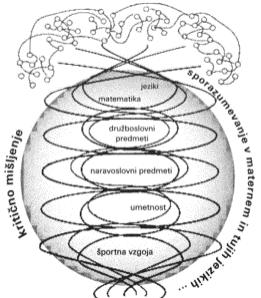 jeziki
matematika
družboslovni
predmeti
naravoslovni predmeti
umetnost
športna vzgoja
kritično mišljenje
sporazumevanje v maternem in tujih jezikih ...